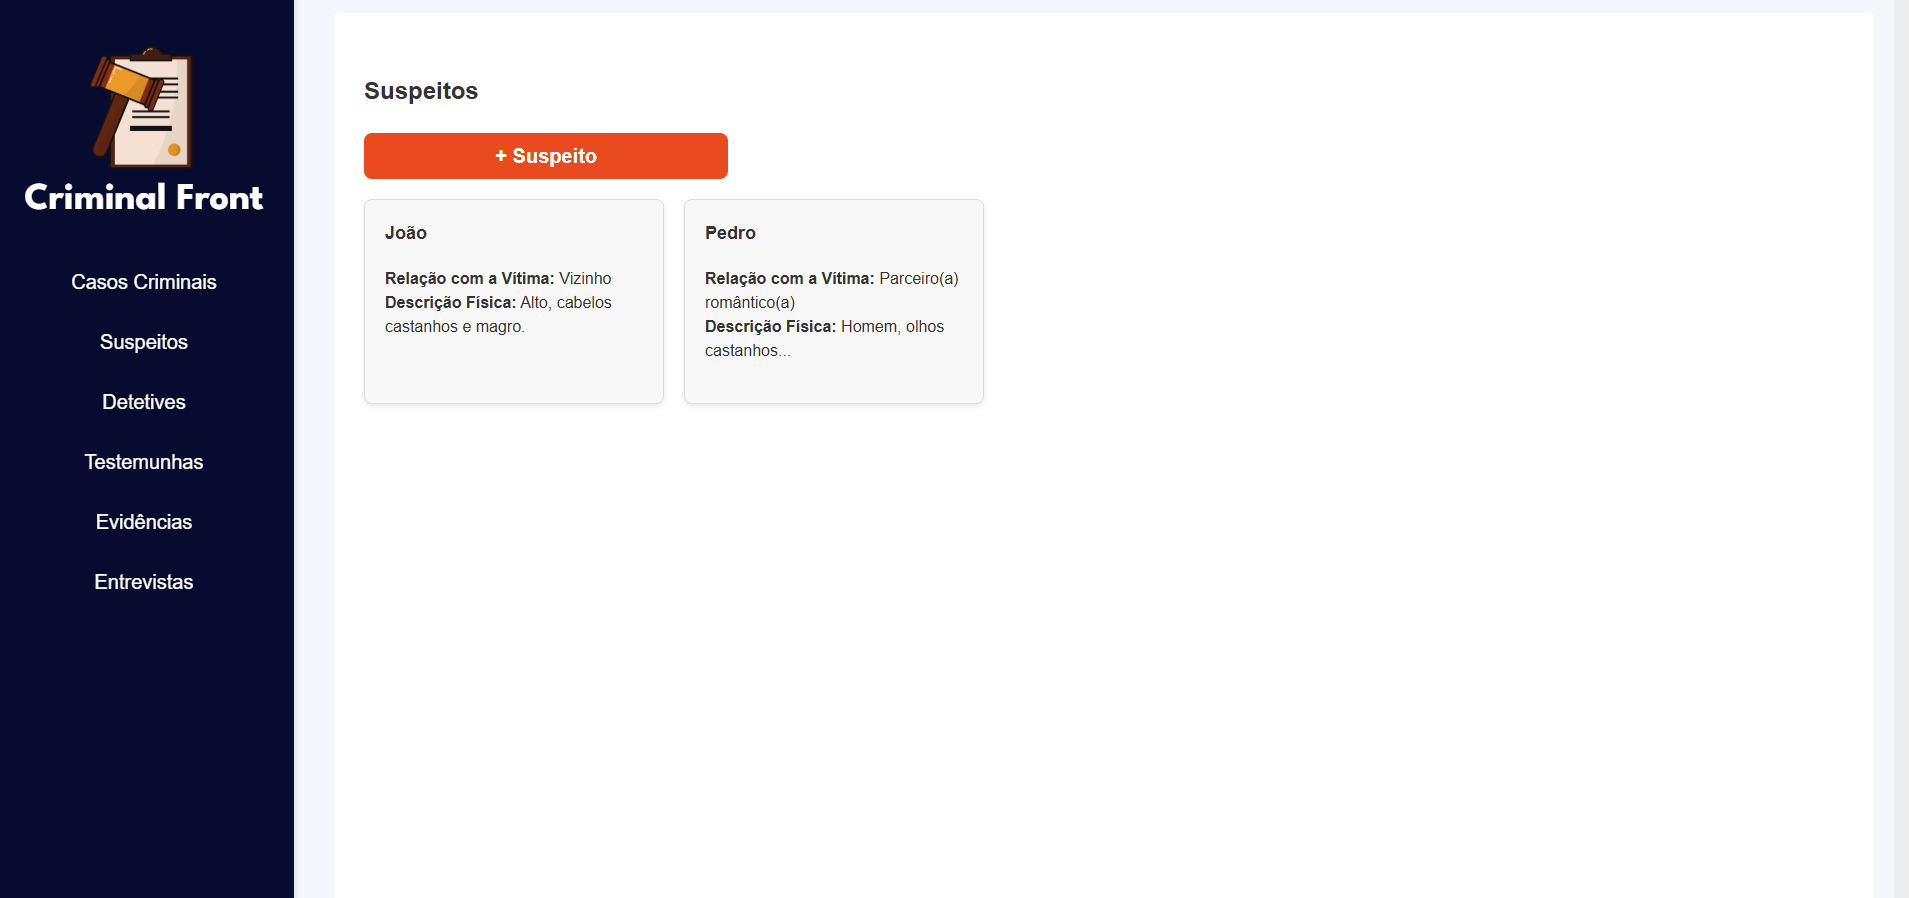 Criminal Front
Casos Criminais
Suspeitos
Detetives
Testemunhas
Evidências
Entrevistas
Suspeitos
+ Suspeito
João
Relação com a Vítima: Vizinho
Descrição Física: Alto, cabelos
castanhos e magro.
Pedro
Relação com a Vítima: Parceiro(a)
romântico(a)
Descrição Física: Homem, olhos
castanhos...